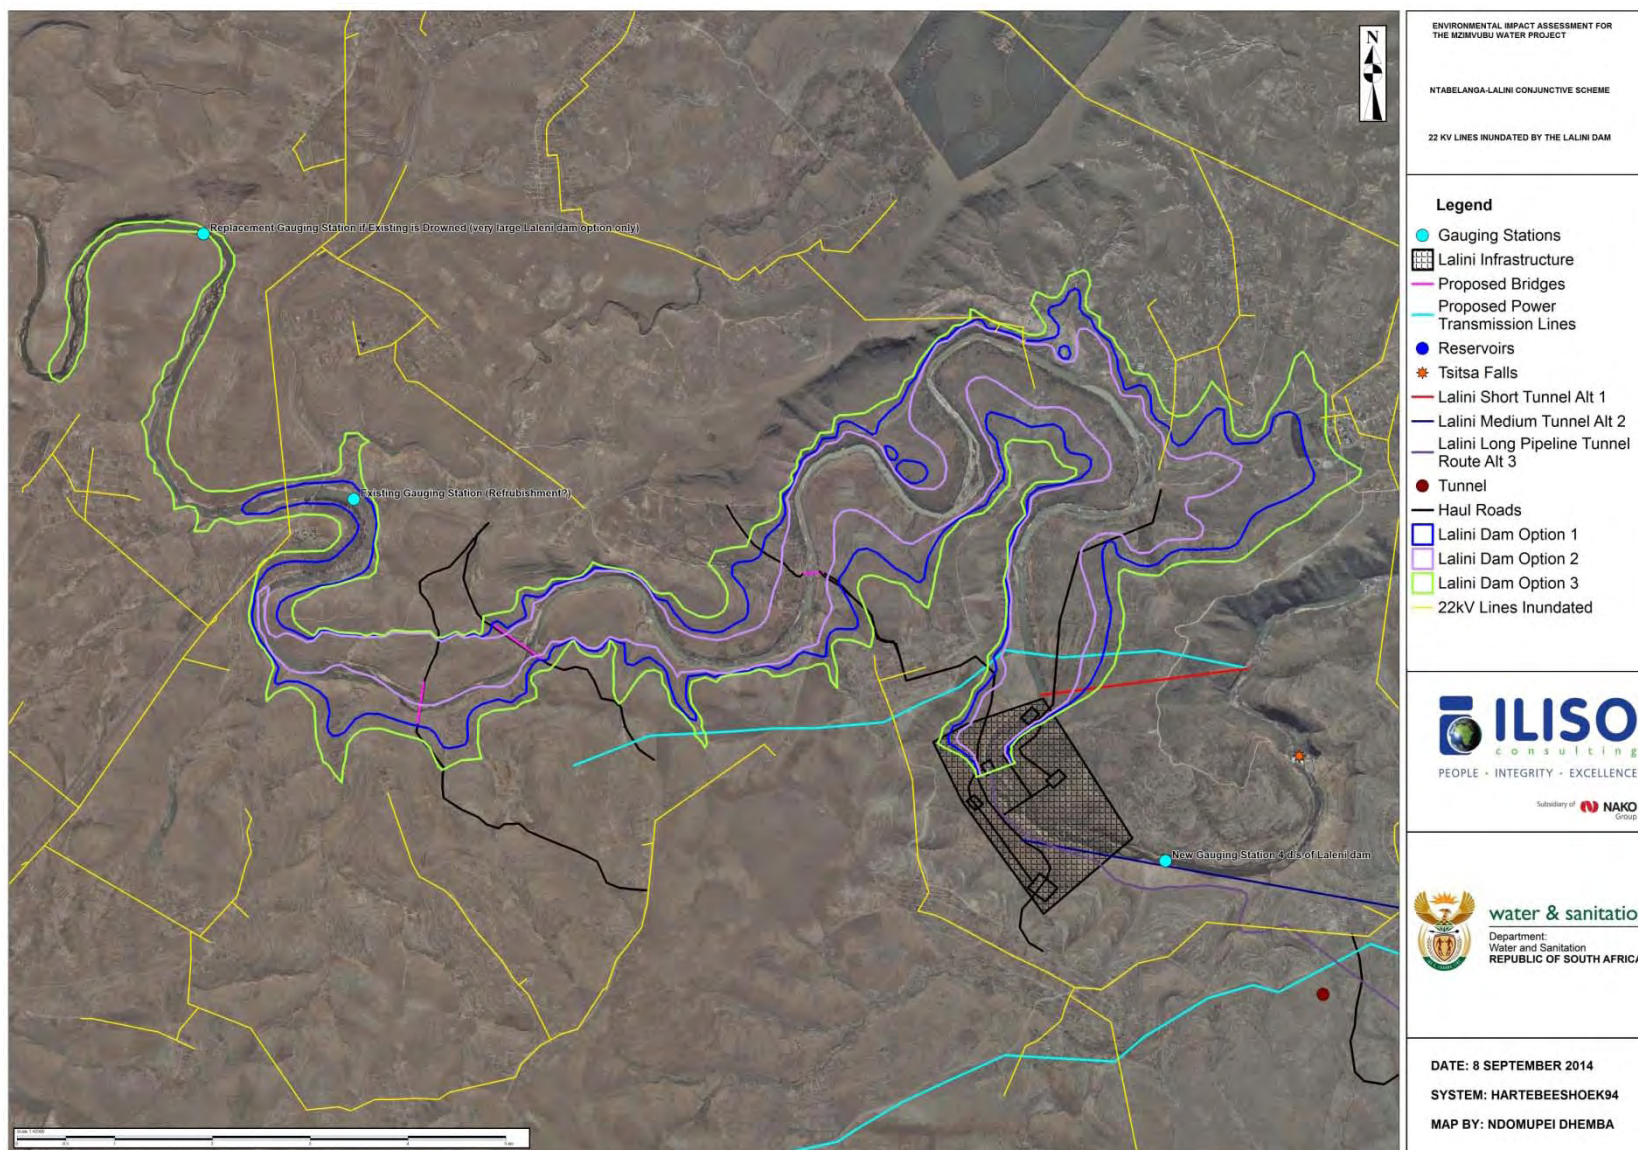 ENVIRONMENTAL IMPACT ASSESSMENT FOR
THE MZIMVUBU WATER PROJECT
NTABELANGA-LALINI CONJUNCTIVE SCHEME
22 KV LINES INUNDATED BY THE LALINI DAM
N
Replacement Gauging Station if Existing is Drowned (very large Laleni dam option only)
Existing Gauging Station (Refrubishment?)
New Gauging Station 4 d/s of Laleni dam
Legend
Gauging Stations
Lalini Infrastructure
Proposed Bridges
Proposed Power
Transmission Lines
Reservoirs
Tsitsa Falls
Lalini Short Tunnel Alt 1
Lalini Medium Tunnel Alt 2
Lalini Long Pipeline Tunnel
Route Alt 3
Tunnel
Haul Roads
Lalini Dam Option 1
Lalini Dam Option 2
Lalini Dam Option 3
22kV Lines Inundated
ILISO
consulting
PEOPLE - INTEGRITY - EXCELLENCE
Subsidiary of NAKO
Group
water & sanitatio
Department:
Water and Sanitation
REPUBLIC OF SOUTH AFRICA
DATE: 8 SEPTEMBER 2014
SYSTEM: HARTEBEESHOEK94
MAP BY: NDOMUPEI DHEMBA